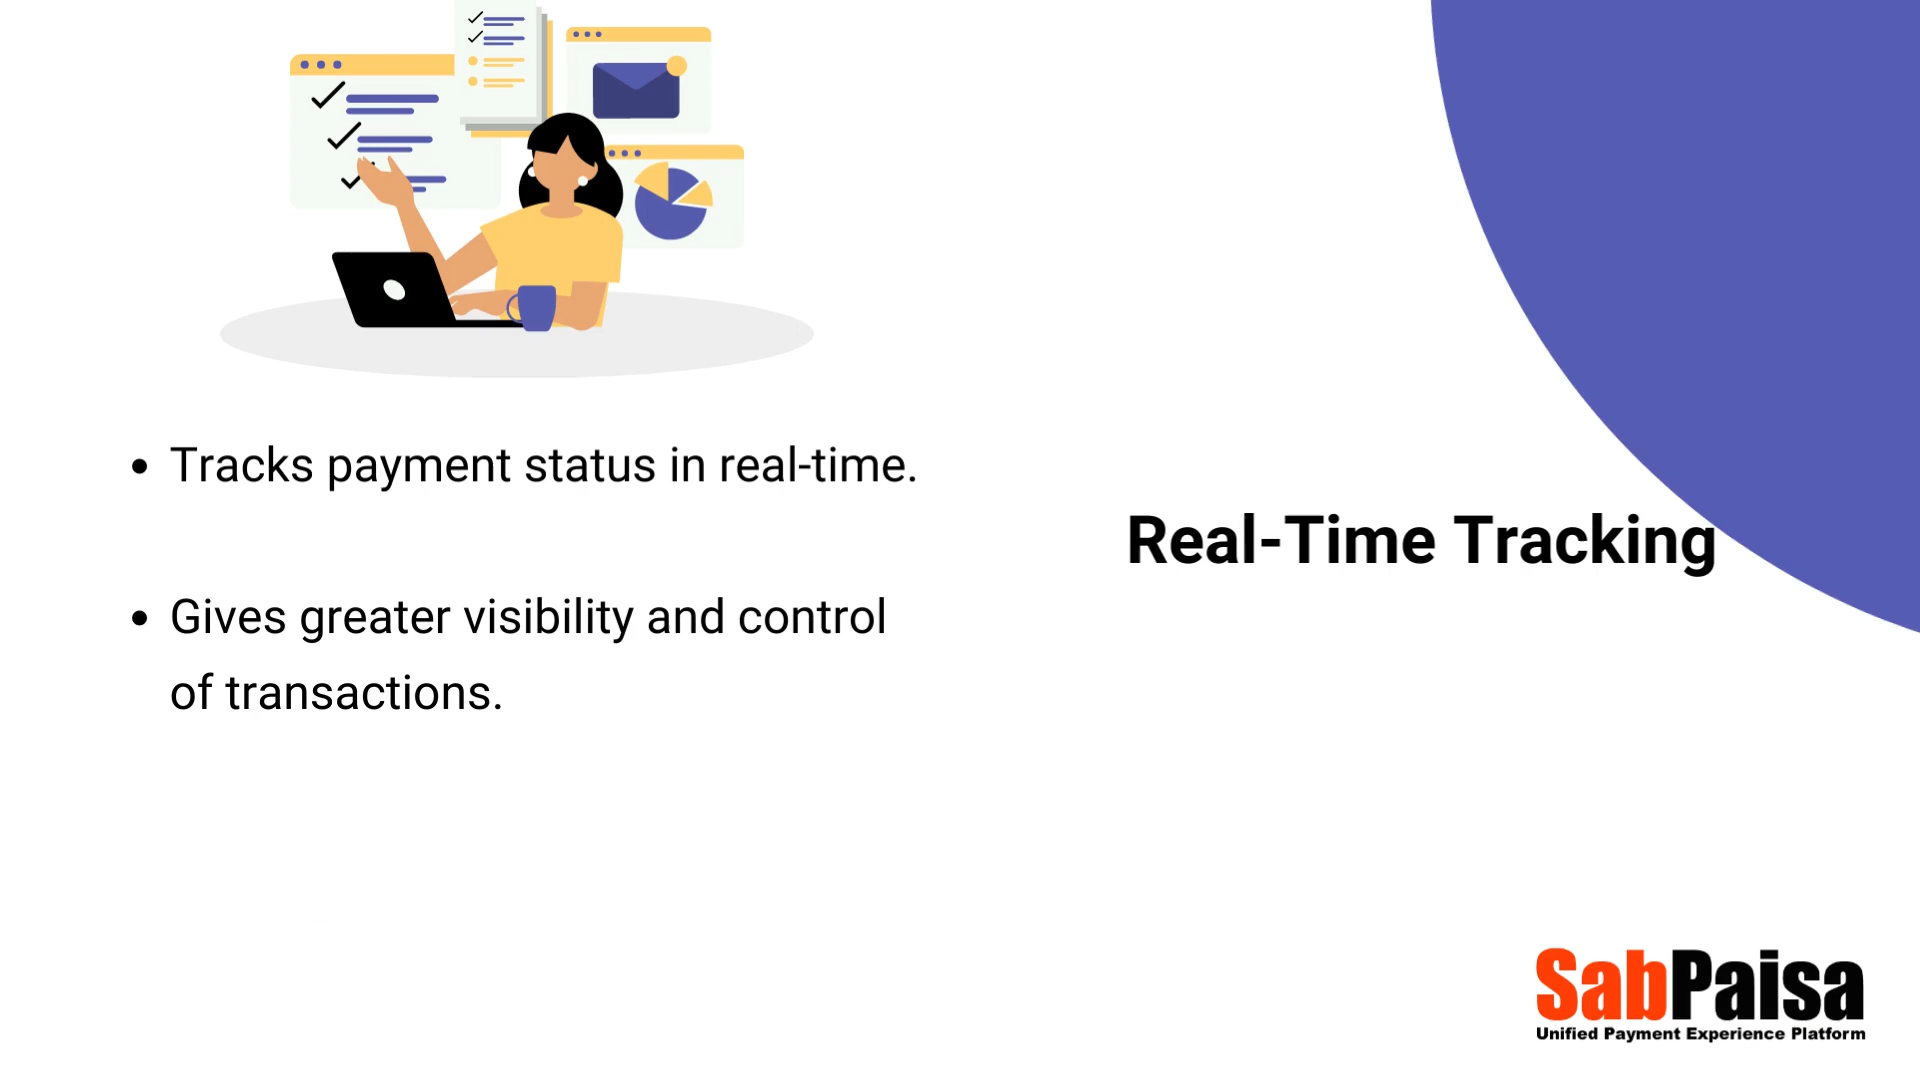 Tracks payment status in real-time.
Gives greater visibility and control
of transactions.
Real-Time Tracking
SabPaisa
Unified Payment Experience Platform